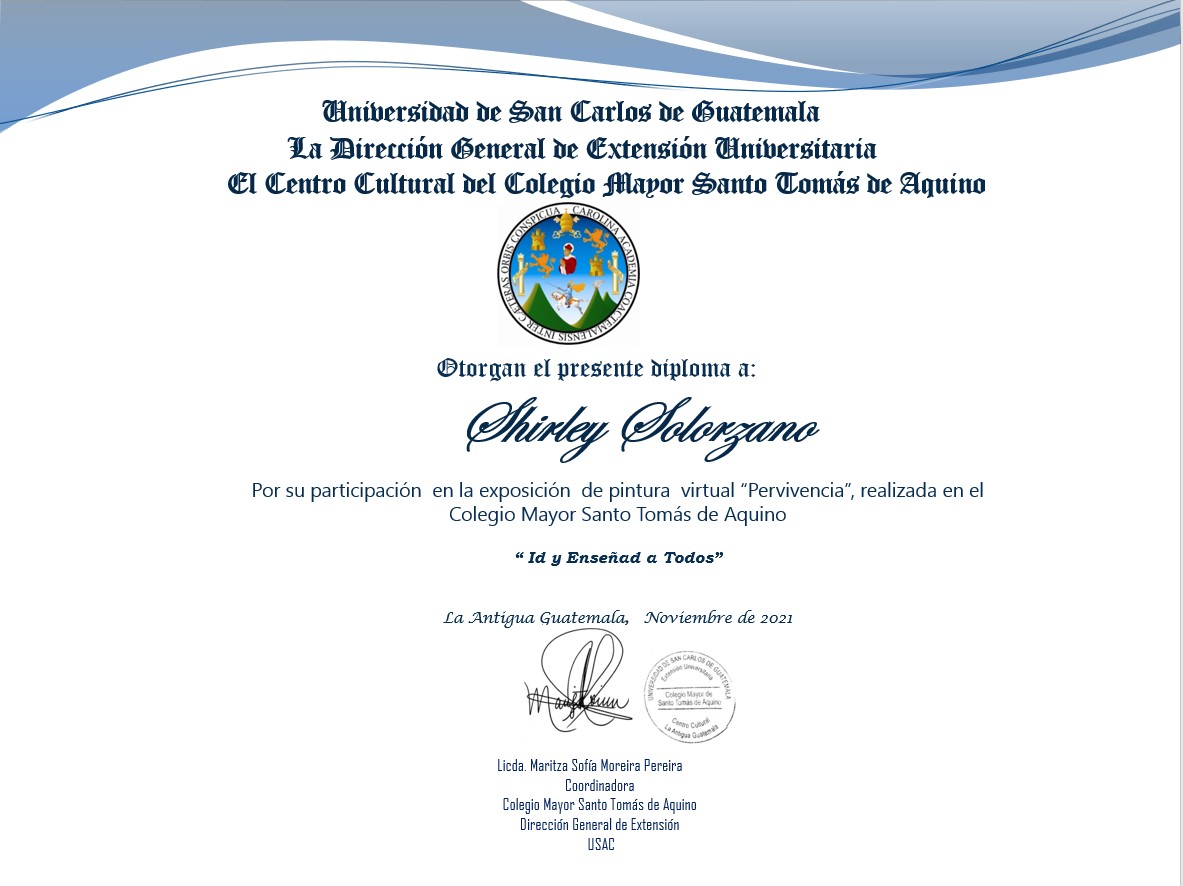 Universidad de San Carlos de Guatemala
La Dirección General de Extensión Universitaria
El Centro Cultural del Colegio Mayor Santo Tomás de Aquino
CAROLINA ACADEMIA COACTEMALENSIS INTER CÆTERAS ORBIS CONSPICUA
Otorgan el presente diploma a:
Shirley Solorzano
Por su participación en la exposición de pintura virtual “Pervivencia”, realizada en el
Colegio Mayor Santo Tomás de Aquino
“ Id y Enseñad a Todos”
La Antigua Guatemala, Noviembre de 2021
UNIVERSIDAD DE SAN CARLOS DE GUATEMALA
Extensión Universitaria
Colegio Mayor de
Santo Tomás de Aquino
Centro Cultural
La Antigua Guatemala
Licda. Maritza Sofía Moreira Pereira
Coordinadora
Colegio Mayor Santo Tomás de Aquino
Dirección General de Extensión
USAC